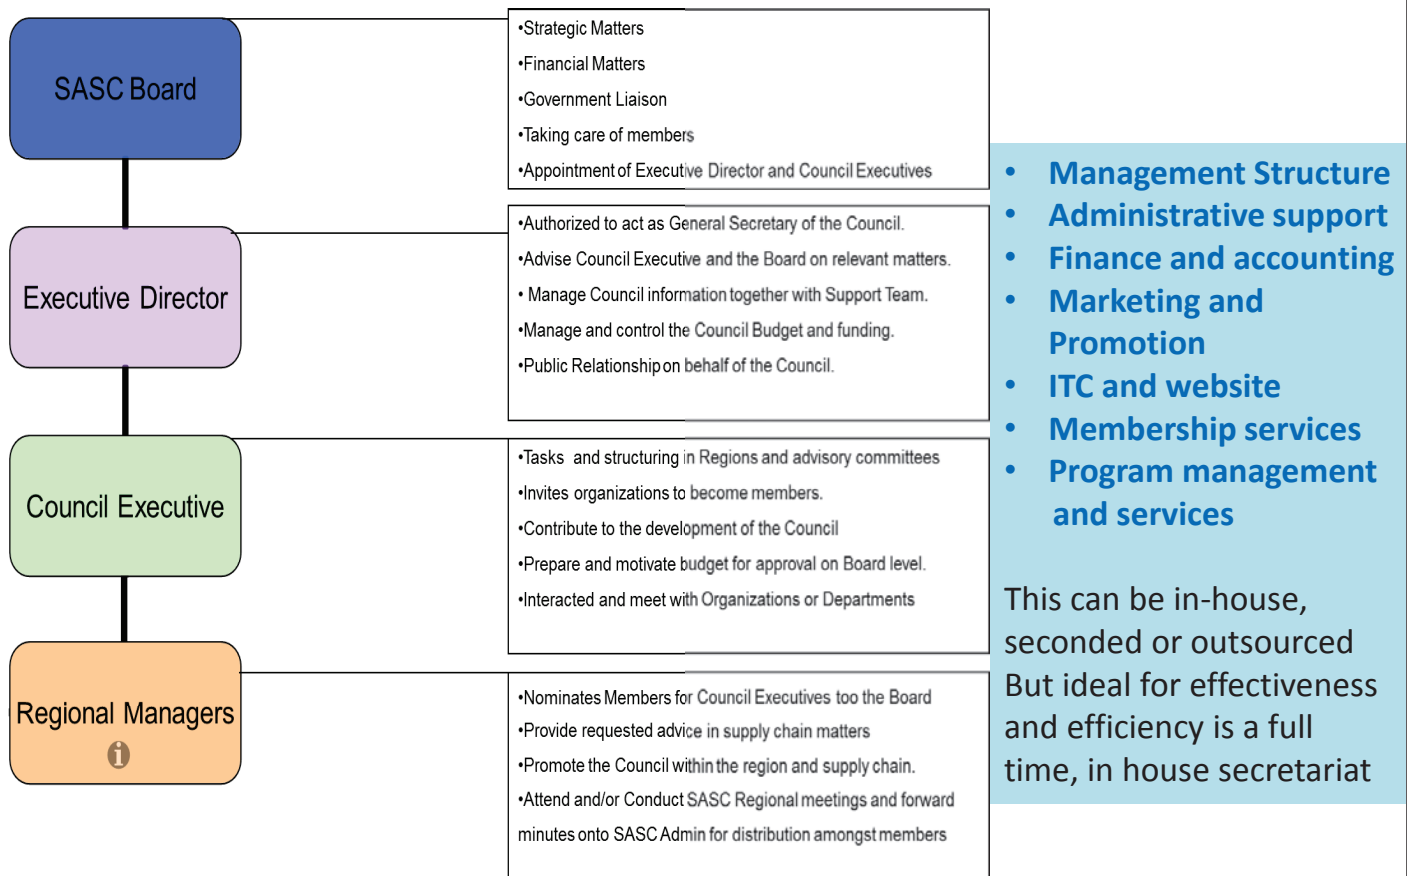 SASC Board
•Strategic Matters
•Financial Matters
•Government Liaison
•Taking care of members
•Appointment of Executive Director and Council Executives
Executive Director
•Authorized to act as General Secretary of the Council.
•Advise Council Executive and the Board on relevant matters.
• Manage Council information together with Support Team.
•Manage and control the Council Budget and funding.
•Public Relationship on behalf of the Council.
Council Executive
•Tasks and structuring in Regions and advisory committees
•Invites organizations to become members.
•Contribute to the development of the Council
•Prepare and motivate budget for approval on Board level.
•Interacted and meet with Organizations or Departments
Regional Managers
i
•Nominates Members for Council Executives too the Board
•Provide requested advice in supply chain matters
•Promote the Council within the region and supply chain.
•Attend and/or Conduct SASC Regional meetings and forward
minutes onto SASC Admin for distribution amongst members
• Management Structure
• Administrative support
• Finance and accounting
• Marketing and
Promotion
• ITC and website
• Membership services
• Program management
and services
This can be in-house,
seconded or outsourced
But ideal for effectiveness
and efficiency is a full
time, in house secretariat